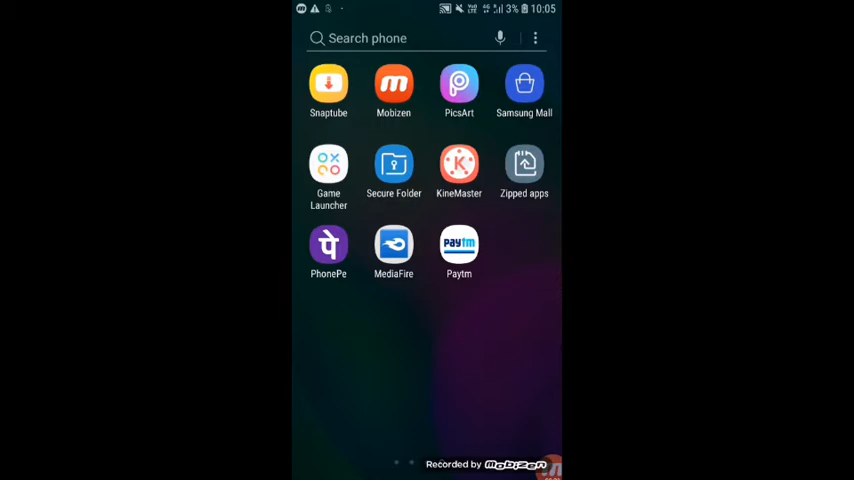 3% 10:05
Search phone
Snaptube Mobizen PicsArt Samsung Mall
Game Launcher Secure Folder KineMaster Zipped apps
पे PAYTM
PhonePe MediaFire Paytm
Recorded by MOBIZEN